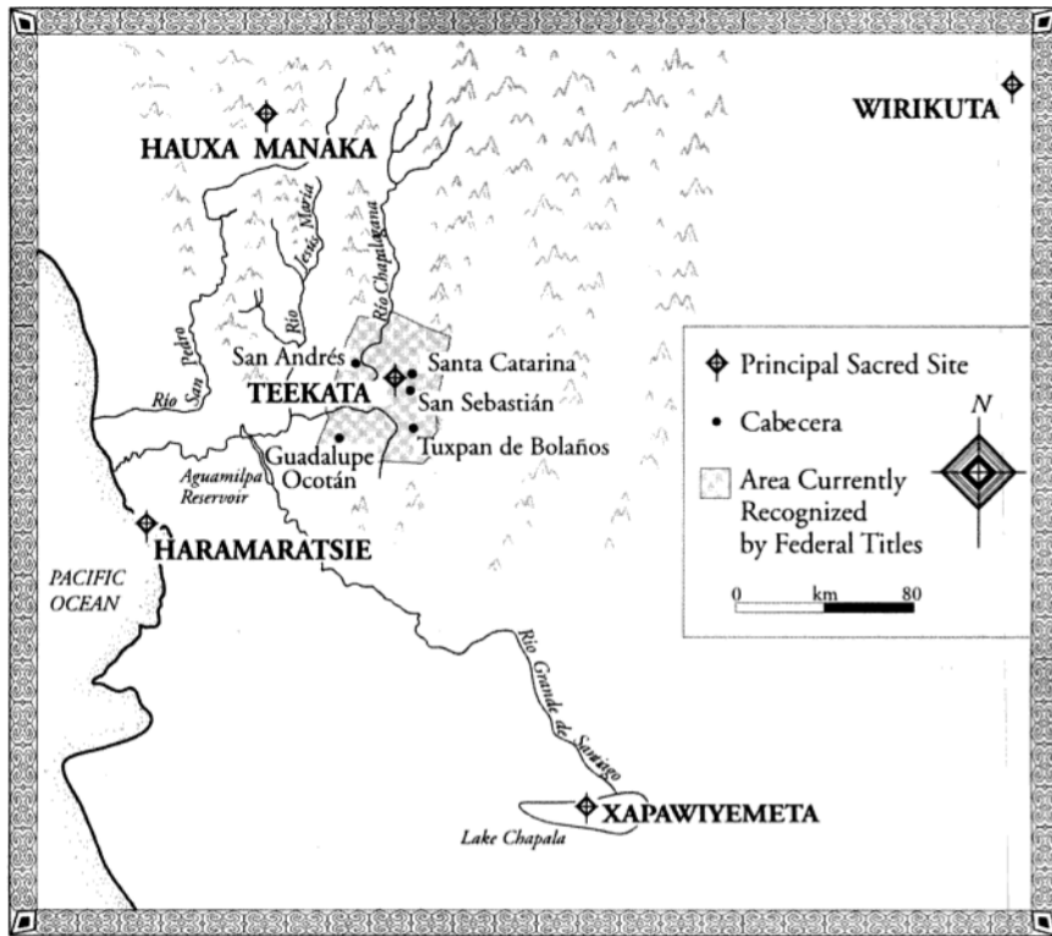 WIRIKUTA
HAUXA MANAKA
Río Jesús María
Río Chapalagana
Río San Pedro
San Andrés
Santa Catarina
TEEKATA
San Sebastián
Tuxpan de Bolaños
Guadalupe
Ocotán
Aguamilpa
Reservoir
HARAMARATSIE
PACIFIC
OCEAN
Río Grande de Santiago
XAPAWIYEMETA
Lake Chapala
Principal Sacred Site
Cabecera
Area Currently
Recognized
by Federal Titles
N
0 km 80